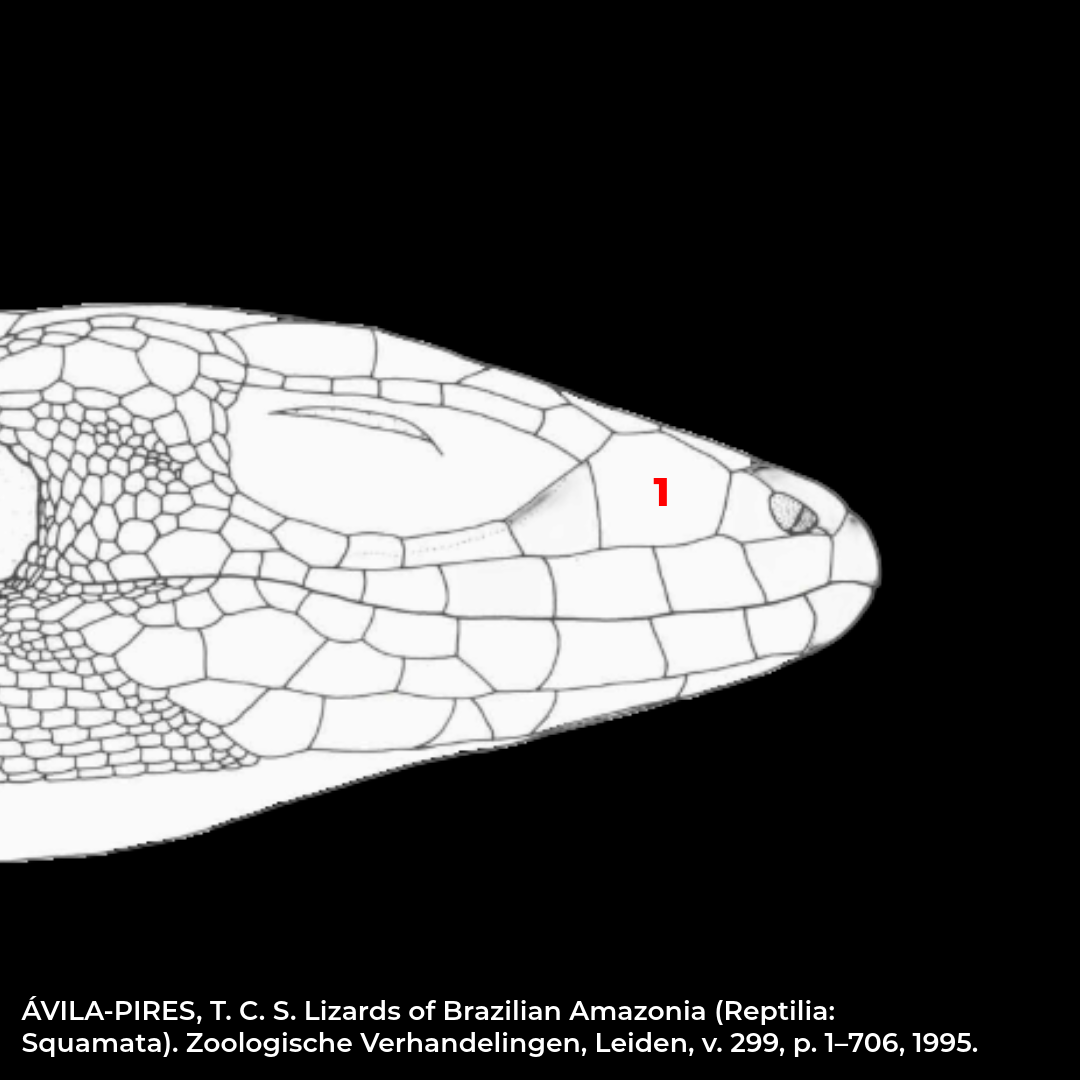 1
ÁVILA-PIRES, T. C. S. Lizards of Brazilian Amazonia (Reptilia:
Squamata). Zoologische Verhandelingen, Leiden, v. 299, p. 1–706, 1995.